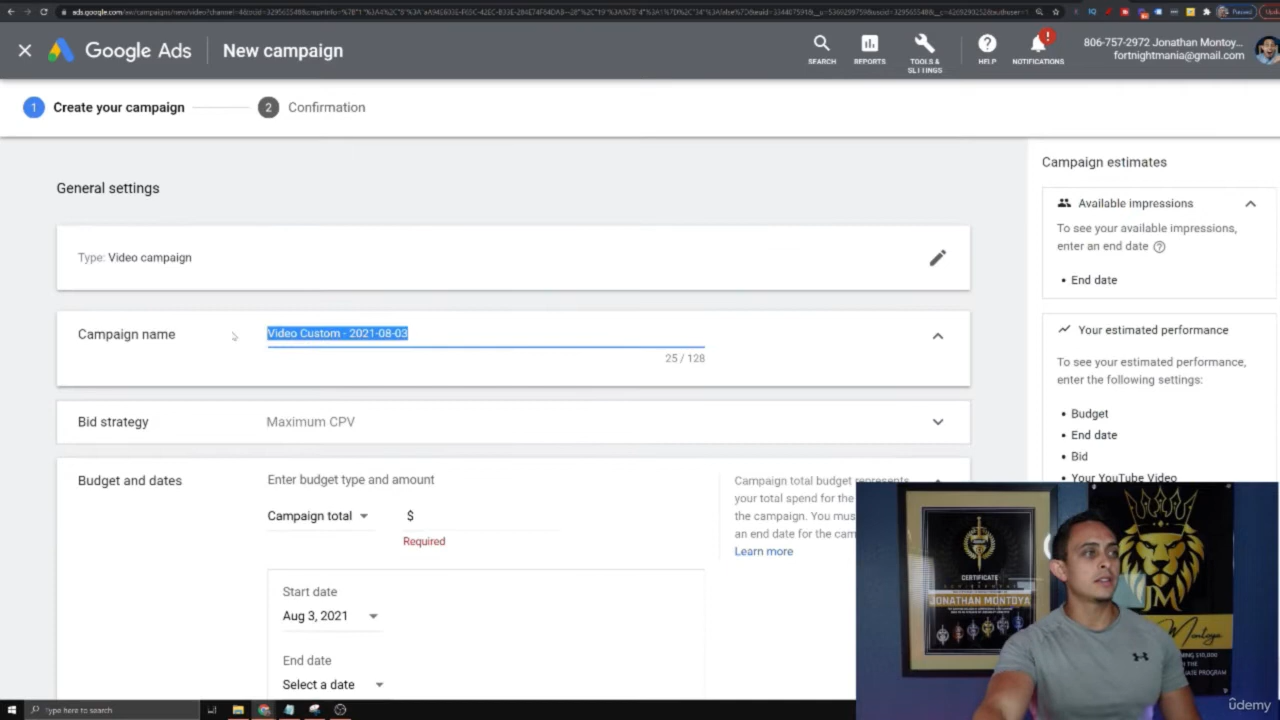 Google Ads
New campaign
SEARCH
REPORTS
TOOLS &
SETTINGS
HELP
NOTIFICATIONS
806-757-2972 Jonathan Montoy...
fortnightmania@gmail.com
1 Create your campaign
2 Confirmation
General settings
Type: Video campaign
Campaign name
Video Custom - 2021-08-03
25 / 128
Bid strategy
Maximum CPV
Budget and dates
Enter budget type and amount
Campaign total
$
Required
Campaign total budget represents
your total spend for the
the campaign. You mus
an end date for the cam
Learn more
Start date
Aug 3, 2021
End date
Select a date
Campaign estimates
Available impressions
To see your available impressions,
enter an end date
• End date
Your estimated performance
To see your estimated performance,
enter the following settings:
• Budget
• End date
• Bid
• Your YouTube Video
CERTIFICATE
JONATHAN MONTOYA
JM
Montoya
Type here to search
udemy